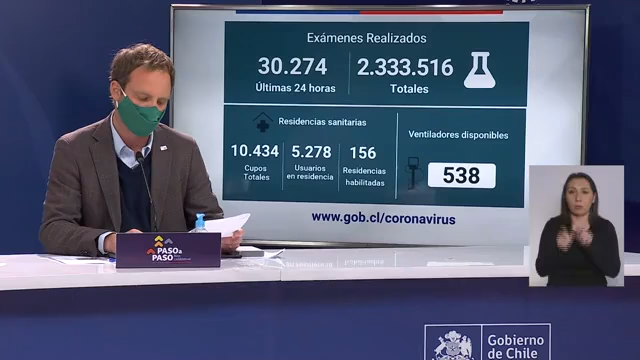 Exámenes Realizados
30.274
Últimas 24 horas
2.333.516
Totales
Residencias sanitarias
10.434
Cupos
Totales
5.278
Usuarios
en residencia
156
Residencias
habilitadas
Ventiladores disponibles
538
www.gob.cl/coronavirus
PASO a
PASO
Gobierno
de Chile